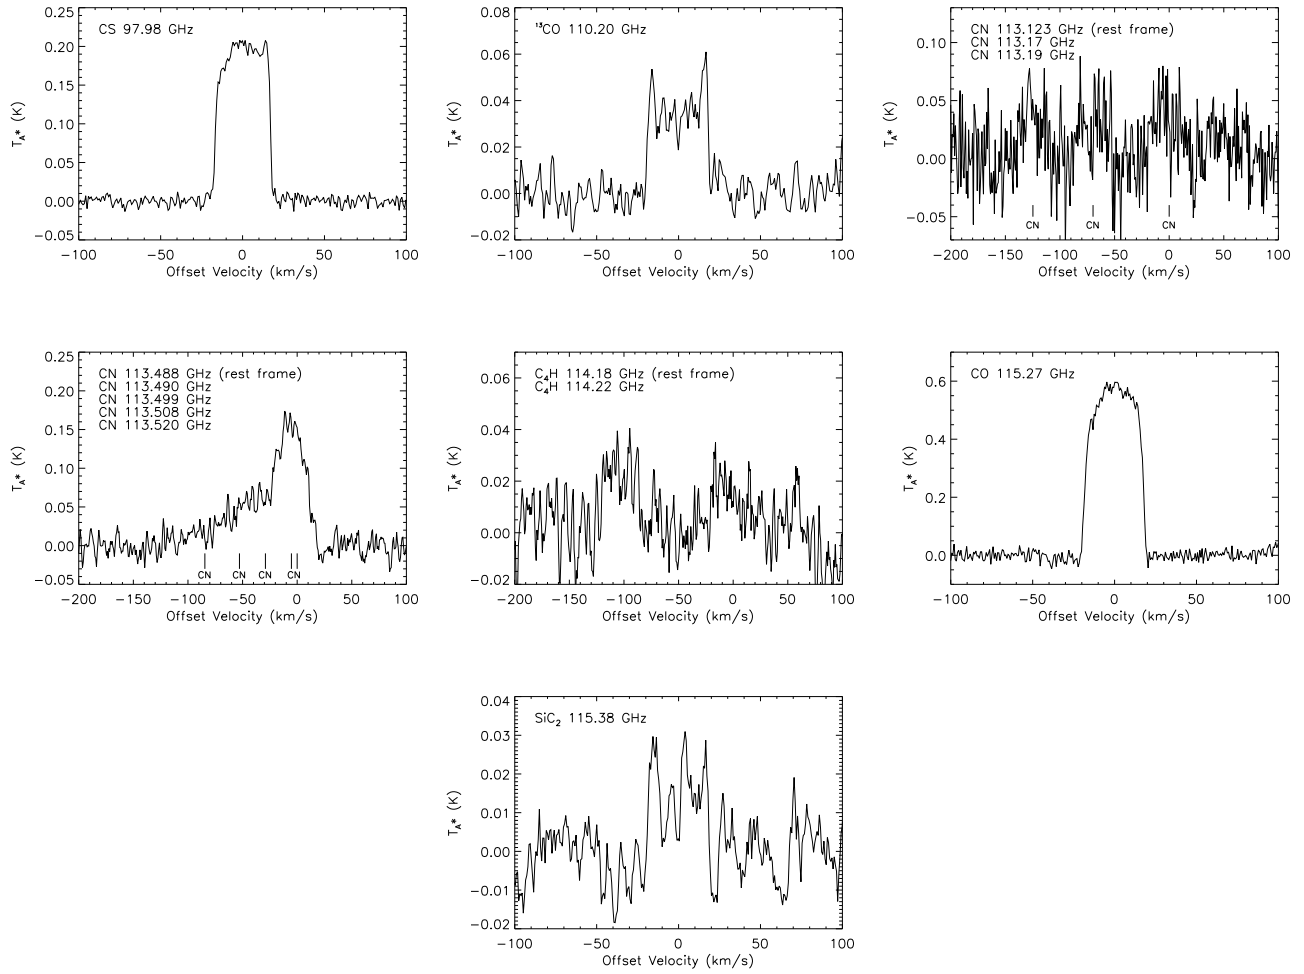 CS 97.98 GHz
0.25
0.20
0.15
0.10
0.05
0.00
−0.05
T_A* (K)
−100 −50 0 50 100
Offset Velocity (km/s)
¹³CO 110.20 GHz
0.08
0.06
0.04
0.02
0.00
−0.02
T_A* (K)
−100 −50 0 50 100
Offset Velocity (km/s)
CN 113.123 GHz (rest frame)
CN 113.17 GHz
CN 113.19 GHz
0.10
0.05
0.00
−0.05
T_A* (K)
CN CN CN
−200 −150 −100 −50 0 50 100
Offset Velocity (km/s)
CN 113.488 GHz (rest frame)
CN 113.490 GHz
CN 113.499 GHz
CN 113.508 GHz
CN 113.520 GHz
0.25
0.20
0.15
0.10
0.05
0.00
−0.05
T_A* (K)
CN CN CN CN
−200 −150 −100 −50 0 50 100
Offset Velocity (km/s)
C₄H 114.18 GHz (rest frame)
C₄H 114.22 GHz
0.06
0.04
0.02
0.00
−0.02
T_A* (K)
−200 −150 −100 −50 0 50 100
Offset Velocity (km/s)
CO 115.27 GHz
0.6
0.4
0.2
0.0
T_A* (K)
−100 −50 0 50 100
Offset Velocity (km/s)
SiC₂ 115.38 GHz
0.04
0.03
0.02
0.01
0.00
−0.01
−0.02
T_A* (K)
−100 −50 0 50 100
Offset Velocity (km/s)